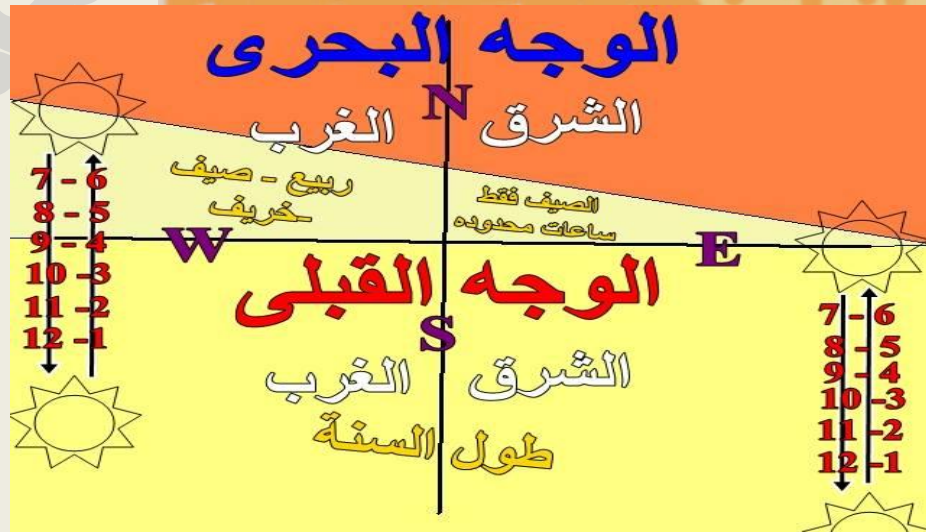 الوجه البحرى
N
الشرق الغرب
ربيع - صيف
-خريف
الصيف فقط
ساعات محدوده
W
E
الوجه القبلى
S
الشرق الغرب
طول السنة
7 - 6
8 - 5
9 - 4
10 -3
11 -2
12 -1
7 - 6
8 - 5
9 - 4
10 -3
11 -2
12 -1